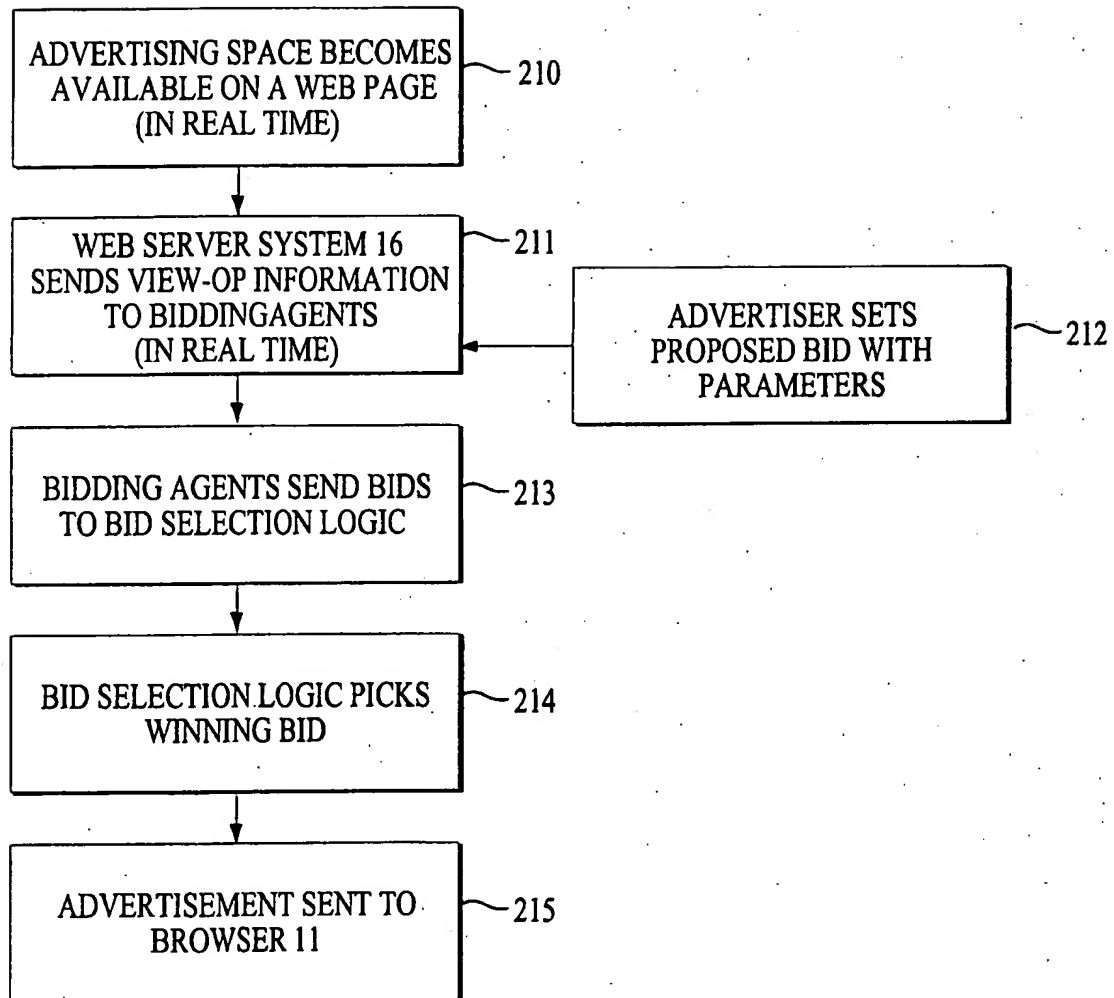 ADVERTISING SPACE BECOMES
AVAILABLE ON A WEB PAGE
(IN REAL TIME)
210
WEB SERVER SYSTEM 16
SENDS VIEW-OP INFORMATION
TO BIDDINGAGENTS
(IN REAL TIME)
211
ADVERTISER SETS
PROPOSED BID WITH
PARAMETERS
212
BIDDING AGENTS SEND BIDS
TO BID SELECTION LOGIC
213
BID SELECTION LOGIC PICKS
WINNING BID
214
ADVERTISEMENT SENT TO
BROWSER 11
215